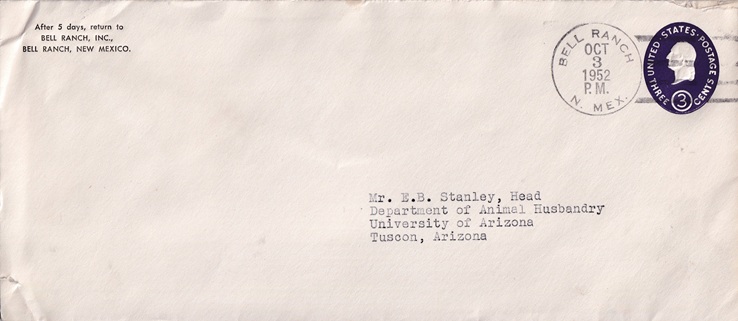 After 5 days, return to
BELL RANCH, INC.,
BELL RANCH, NEW MEXICO.
BELL RANCH
OCT
3
1952
P.M.
N. MEX.
UNITED STATES POSTAGE
THREE 3 CENTS
Mr. E.B. Stanley, Head
Department of Animal Husbandry
University of Arizona
Tuscon, Arizona